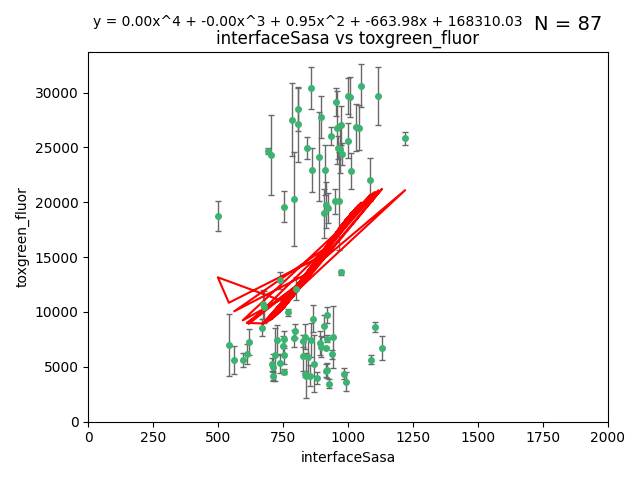 y = 0.00x^4 + -0.00x^3 + 0.95x^2 + -663.98x + 168310.03 N = 87
interfaceSasa vs toxgreen_fluor
30000
25000
20000
15000
10000
5000
0
toxgreen_fluor
0 250 500 750 1000 1250 1500 1750 2000
interfaceSasa